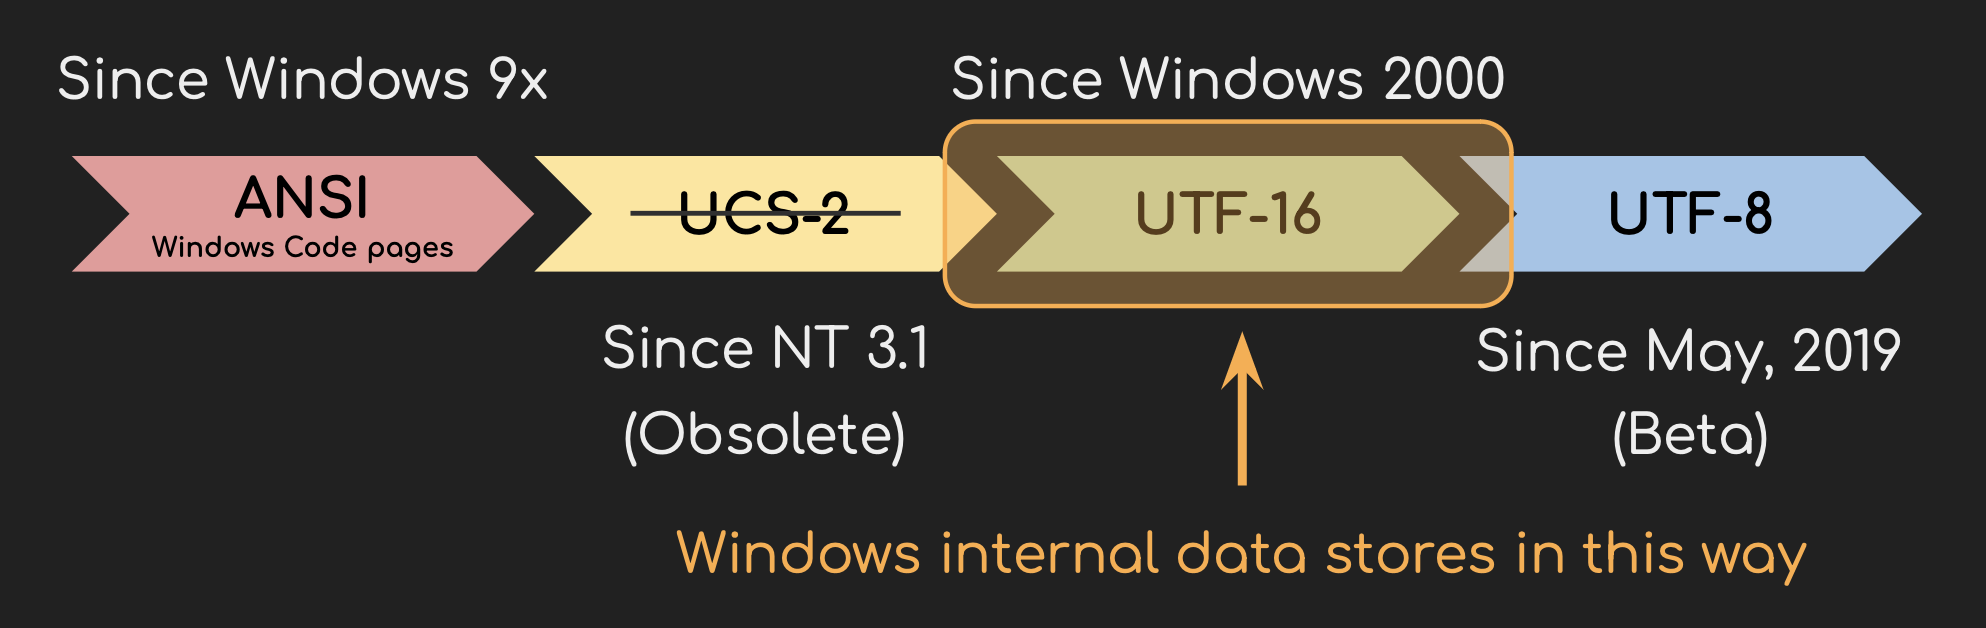 Since Windows 9x
Since Windows 2000
ANSI
Windows Code pages
UCS-2
UTF-16
UTF-8
Since NT 3.1
(Obsolete)
Since May, 2019
(Beta)
Windows internal data stores in this way